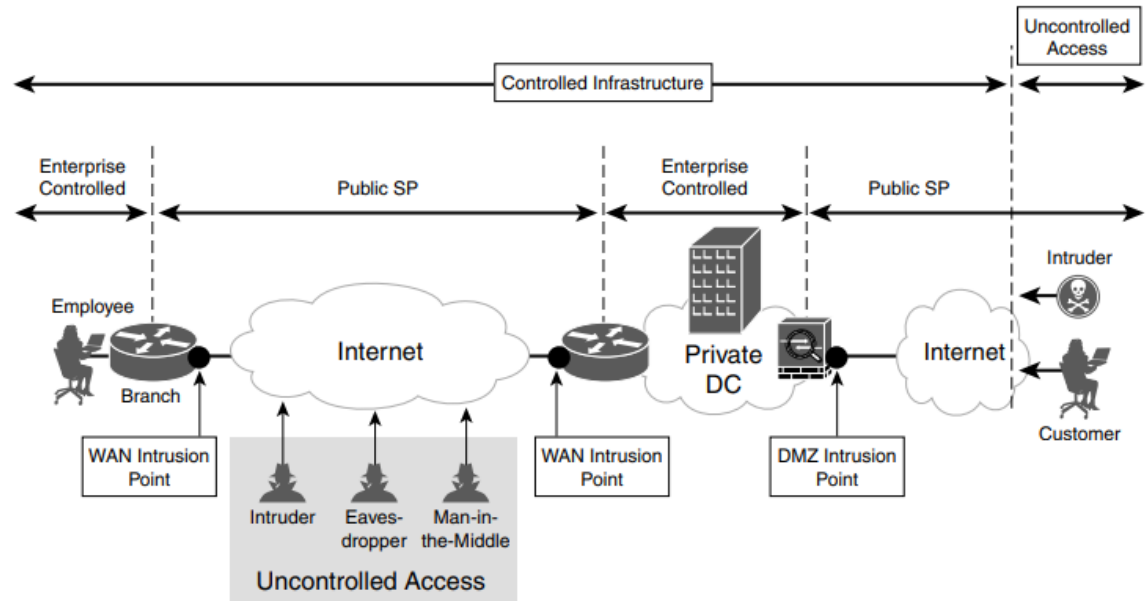 Uncontrolled
Access
Controlled Infrastructure
Enterprise
Controlled
Public SP
Enterprise
Controlled
Public SP
Employee
Branch
Internet
Private
DC
Internet
Intruder
Customer
WAN Intrusion
Point
WAN Intrusion
Point
DMZ Intrusion
Point
Intruder
Eaves-
dropper
Man-in-
the-Middle
Uncontrolled Access